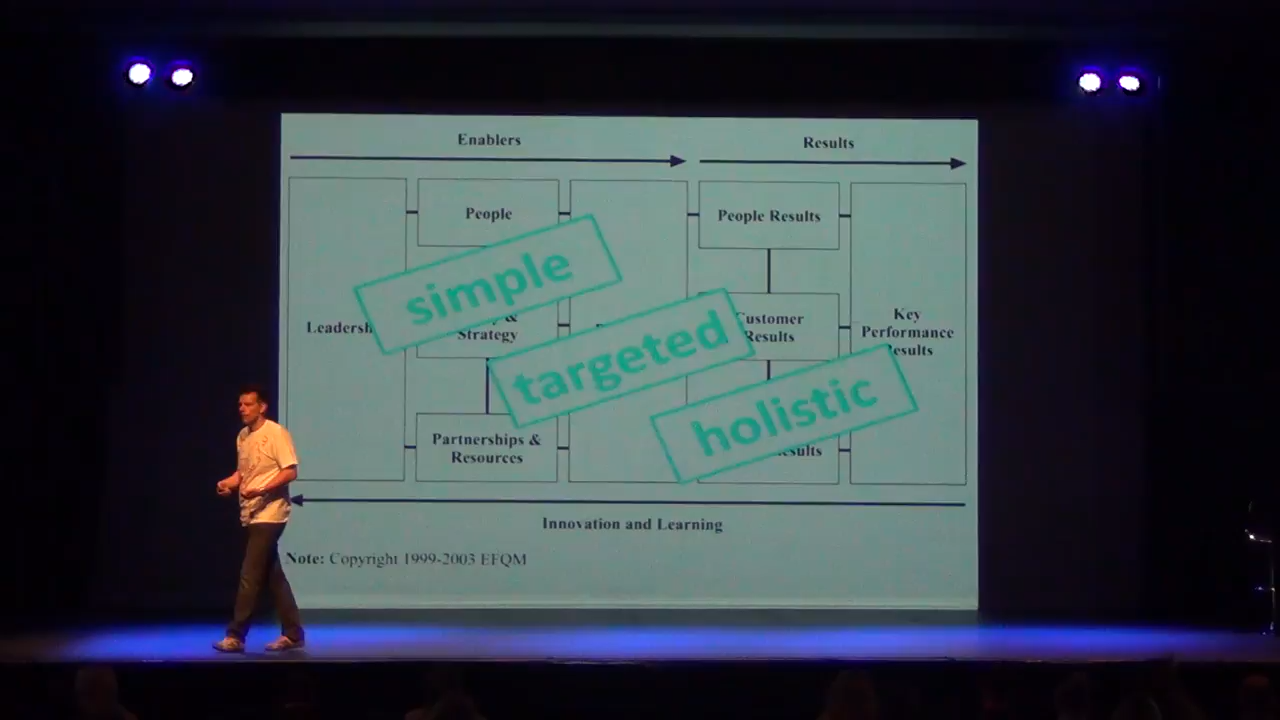 Enablers
Results
People
People Results
simple
Leadersh
&
Strategy
targeted
Customer
Results
Key
Performance
Results
holistic
Partnerships &
Resources
esults
Innovation and Learning
Note: Copyright 1999-2003 EFQM